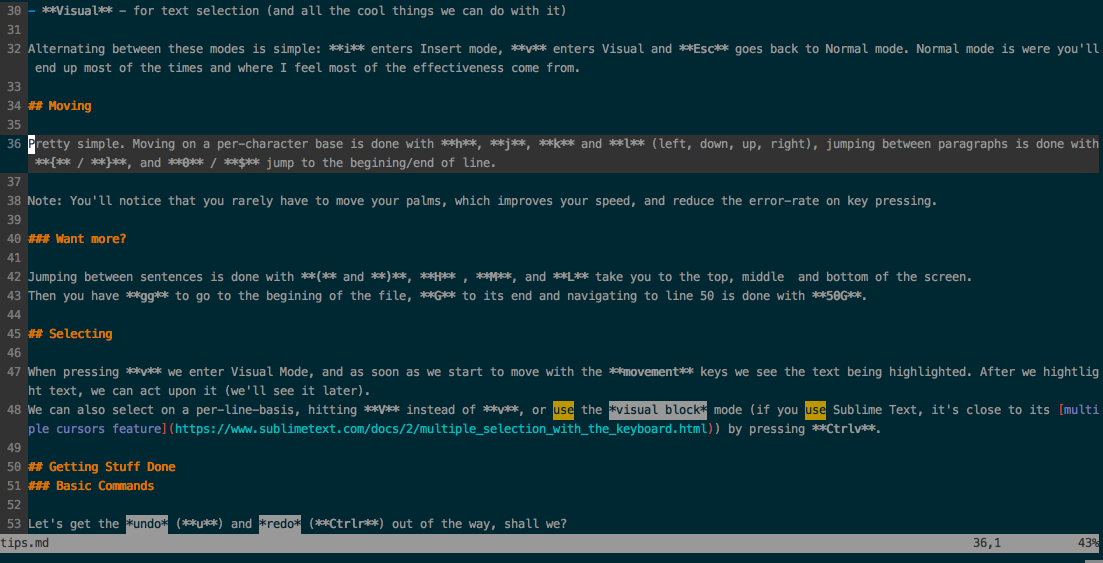 30 - **Visual** - for text selection (and all the cool things we can do with it)
31
32 Alternating between these modes is simple: **i** enters Insert mode, **v** enters Visual and **Esc** goes back to Normal mode. Normal mode is were you'll
end up most of the times and where I feel most of the effectiveness come from.
33
34 ## Moving
35
36 Pretty simple. Moving on a per-character base is done with **h**, **j**, **k** and **l** (left, down, up, right), jumping between paragraphs is done with
**{** / **}**, and **0** / **$** jump to the begining/end of line.
37
38 Note: You'll notice that you rarely have to move your palms, which improves your speed, and reduce the error-rate on key pressing.
39
40 ### Want more?
41
42 Jumping between sentences is done with **(** and **)**, **H** , **M**, and **L** take you to the top, middle  and bottom of the screen.
43 Then you have **gg** to go to the begining of the file, **G** to its end and navigating to line 50 is done with **50G**.
44
45 ## Selecting
46
47 When pressing **v** we enter Visual Mode, and as soon as we start to move with the **movement** keys we see the text being highlighted. After we hightlig
ht text, we can act upon it (we'll see it later).
48 We can also select on a per-line-basis, hitting **V** instead of **v**, or use the *visual block* mode (if you use Sublime Text, it's close to its [multi
ple cursors feature](https://www.sublimetext.com/docs/2/multiple_selection_with_the_keyboard.html)) by pressing **Ctrlv**.
49
50 ## Getting Stuff Done
51 ### Basic Commands
52
53 Let's get the *undo* (**u**) and *redo* (**Ctrlr**) out of the way, shall we?
tips.md 36,1 43%